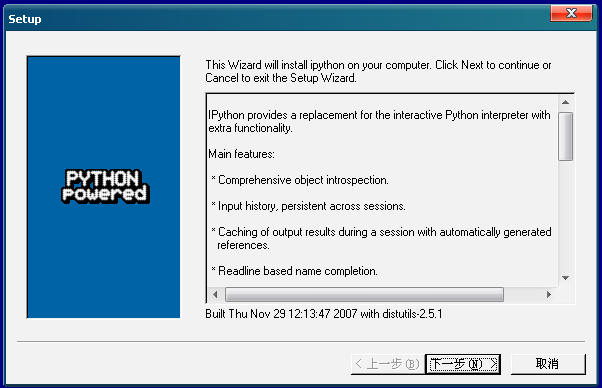 Setup
This Wizard will install ipython on your computer. Click Next to continue or
Cancel to exit the Setup Wizard.
PYTHON
powered
IPython provides a replacement for the interactive Python interpreter with
extra functionality.
Main features:
* Comprehensive object introspection.
* Input history, persistent across sessions.
* Caching of output results during a session with automatically generated
references.
* Readline based name completion.
Built Thu Nov 29 12:13:47 2007 with distutils-2.5.1
< 上一步 (B)
下一步 (N) >
取消